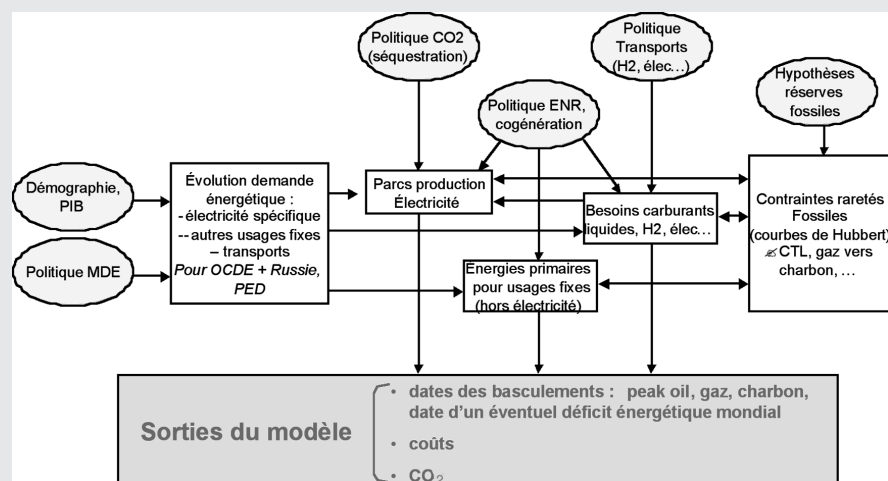 Politique CO2
(séquestration)
Politique
Transports
(H2, élec...)
Hypothèses
réserves
fossiles
Politique ENR,
cogénération
Démographie,
PIB
Politique MDE
Évolution demande
énergétique :
- électricité spécifique
-- autres usages fixes
– transports
Pour OCDE + Russie,
PED
Parcs production
Électricité
Besoins carburants
liquides, H2, élec...
Énergies primaires
pour usages fixes
(hors électricité)
Contraintes raretés
Fossiles
(courbes de Hubbert)
CTL, gaz vers
charbon, ...
Sorties du modèle
• dates des basculements : peak oil, gaz, charbon,
date d'un éventuel déficit énergétique mondial
• coûts
• CO2